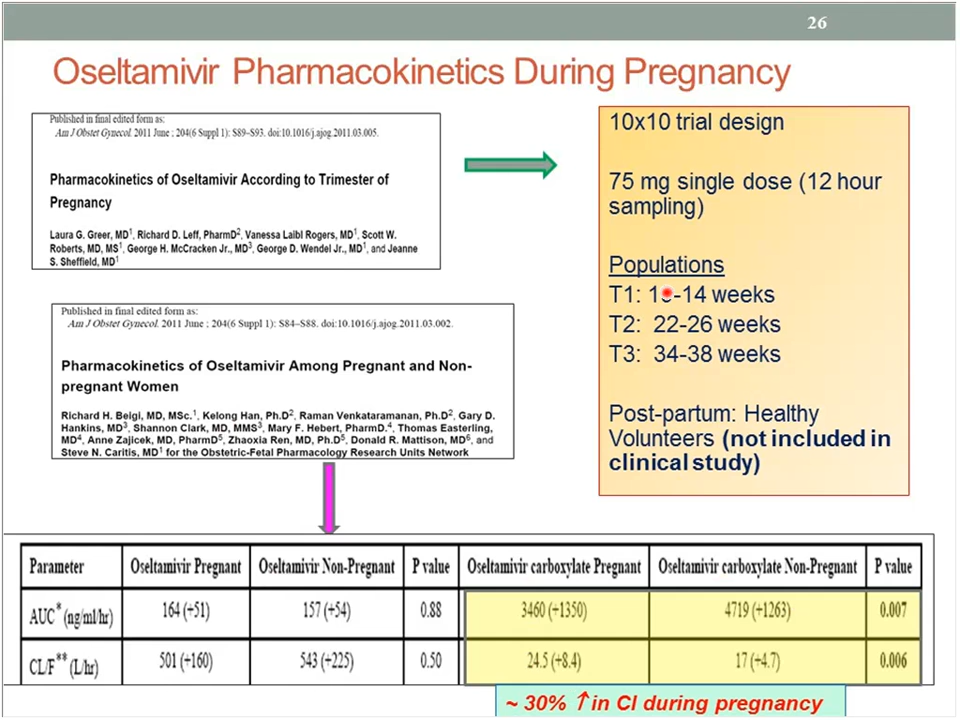 26
Oseltamivir Pharmacokinetics During Pregnancy
Published in final edited form as:
Am J Obstet Gynecol. 2011 June ; 204(6 Suppl 1): S89–S93. doi:10.1016/j.ajog.2011.03.005.
Pharmacokinetics of Oseltamivir According to Trimester of
Pregnancy
Laura G. Greer, MD1, Richard D. Leff, PharmD2, Vanessa Laibl Rogers, MD1, Scott W.
Roberts, MD, MS1, George H. McCracken Jr., MD3, George D. Wendel Jr., MD1, and Jeanne
S. Sheffield, MD1
Published in final edited form as:
Am J Obstet Gynecol. 2011 June ; 204(6 Suppl 1): S84–S88. doi:10.1016/j.ajog.2011.03.002.
Pharmacokinetics of Oseltamivir Among Pregnant and Non-
pregnant Women
Richard H. Beigi, MD, MSc.1, Kelong Han, Ph.D2, Raman Venkataramanan, Ph.D2, Gary D.
Hankins, MD3, Shannon Clark, MD, MMS3, Mary F. Hebert, PharmD.4, Thomas Easterling,
MD4, Anne Zajicek, MD, PharmD5, Zhaoxia Ren, MD, Ph.D5, Donald R. Mattison, MD6, and
Steve N. Caritis, MD1 for the Obstetric-Fetal Pharmacology Research Units Network
10x10 trial design
75 mg single dose (12 hour
sampling)
Populations
T1: -14 weeks
T2: 22-26 weeks
T3: 34-38 weeks
Post-partum: Healthy
Volunteers (not included in
clinical study)
Parameter Oseltamivir Pregnant Oseltamivir Non-Pregnant P value Oseltamivir carboxylate Pregnant Oseltamivir carboxylate Non-Pregnant P value
AUC* (ng/ml/hr) 164 (+51) 157 (+54) 0.88 3460 (+1350) 4719 (+1263) 0.007
CL/F** (L/hr) 501 (+160) 543 (+225) 0.50 24.5 (+8.4) 17 (+4.7) 0.006
~ 30% ↑ in CI during pregnancy